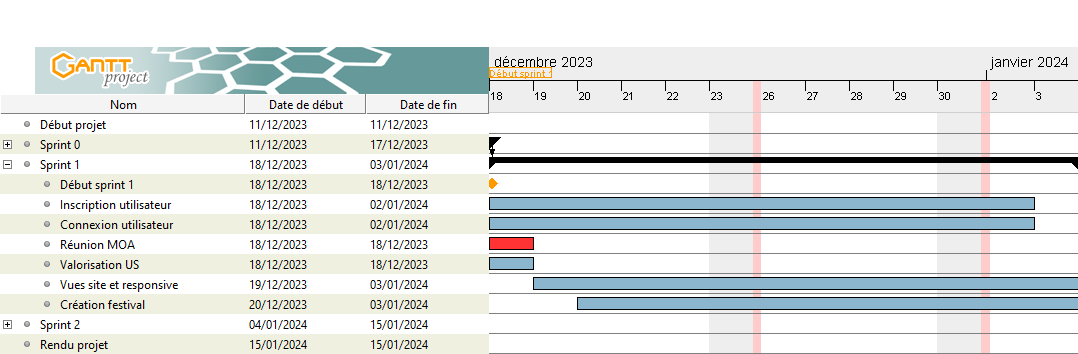 GANTT
project
décembre 2023
janvier 2024
Début sprint 1
18 19 20 21 22 23 26 27 28 29 30 2 3
Nom Date de début Date de fin
Début projet 11/12/2023 11/12/2023
Sprint 0 11/12/2023 17/12/2023
Sprint 1 18/12/2023 03/01/2024
Début sprint 1 18/12/2023 18/12/2023
Inscription utilisateur 18/12/2023 02/01/2024
Connexion utilisateur 18/12/2023 02/01/2024
Réunion MOA 18/12/2023 18/12/2023
Valorisation US 18/12/2023 18/12/2023
Vues site et responsive 19/12/2023 03/01/2024
Création festival 20/12/2023 03/01/2024
Sprint 2 04/01/2024 15/01/2024
Rendu projet 15/01/2024 15/01/2024